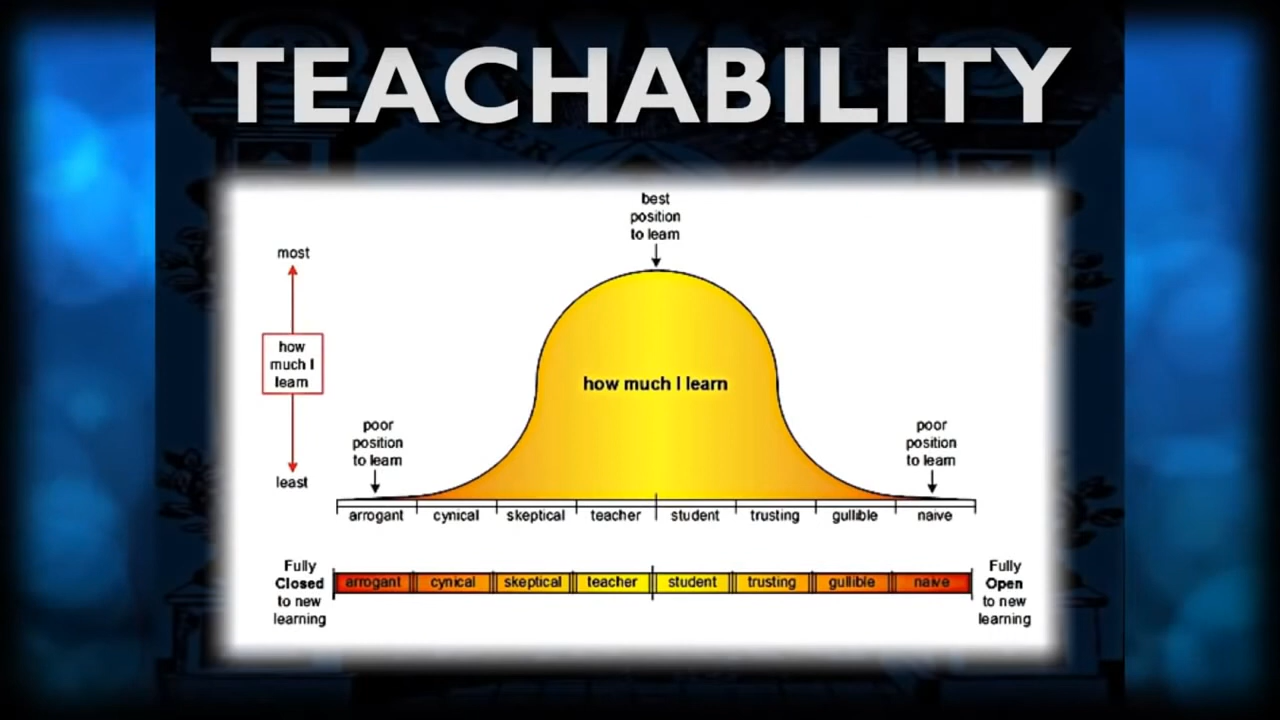 TEACHABILITY
best
position
to learn
most
how
much I
learn
least
how much I learn
poor
position
to learn
poor
position
to learn
arrogant cynical skeptical teacher student trusting gullible naive
Fully
Closed
to new
learning
arrogant cynical skeptical teacher student trusting gullible naive
Fully
Open
to new
learning